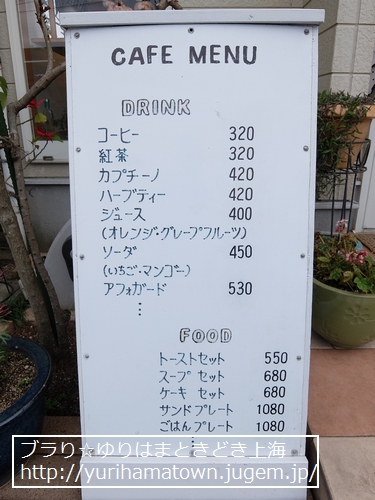 CAFE MENU
DRINK
コーヒー 320
紅茶 320
カプチーノ 420
ハーブティー 420
ジュース 400
(オレンジ・グレープフルーツ)
ソーダ 450
(いちご・マンゴー)
アフォガード 530
⋮
FOOD
トーストセット 550
スープ セット 680
ケーキ セット 680
サンドプレート 1080
ごはんプレート 1080
⋮
ブラり☆ゆりはまときどき上海
http://yurihamatown.jugem.jp/